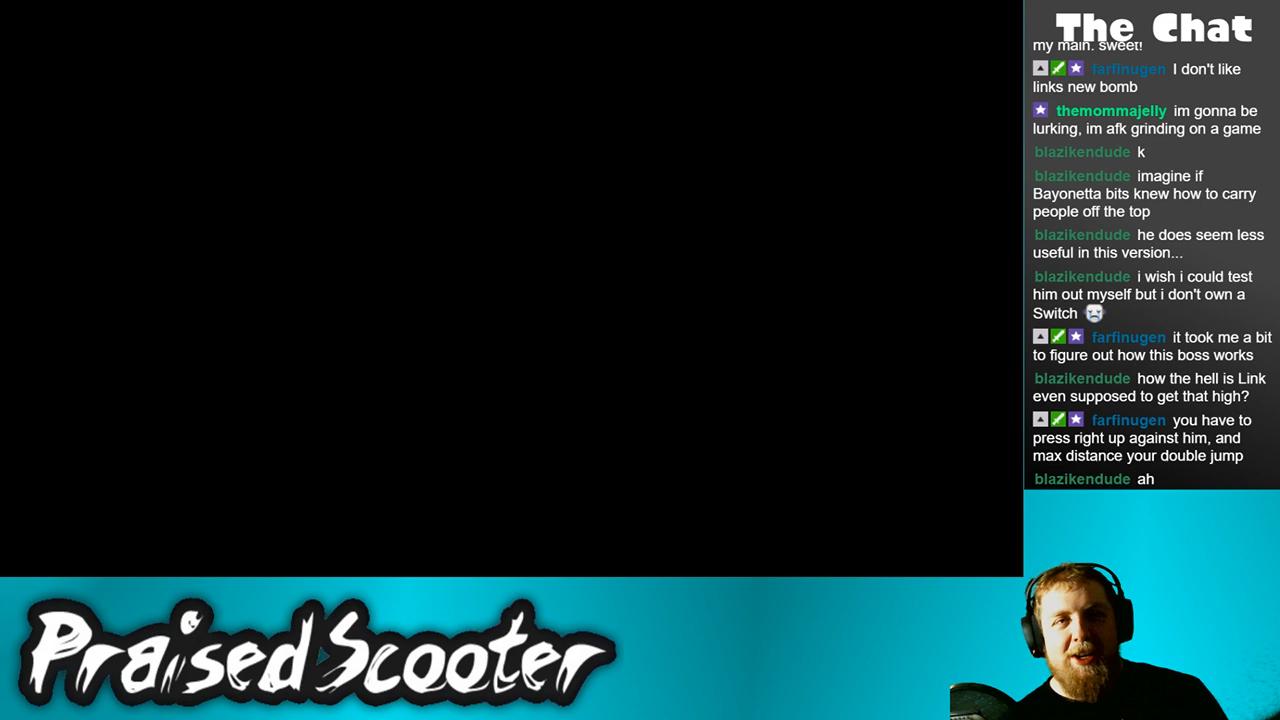 The Chat
my main. sweet!
farfinugen I don't like
links new bomb
themommajelly im gonna be
lurking, im afk grinding on a game
blazikendude k
blazikendude imagine if
Bayonetta bits knew how to carry
people off the top
blazikendude he does seem less
useful in this version...
blazikendude i wish i could test
him out myself but i don't own a
Switch
farfinugen it took me a bit
to figure out how this boss works
blazikendude how the hell is Link
even supposed to get that high?
farfinugen you have to
press right up against him, and
max distance your double jump
blazikendude ah
PraisedScooter